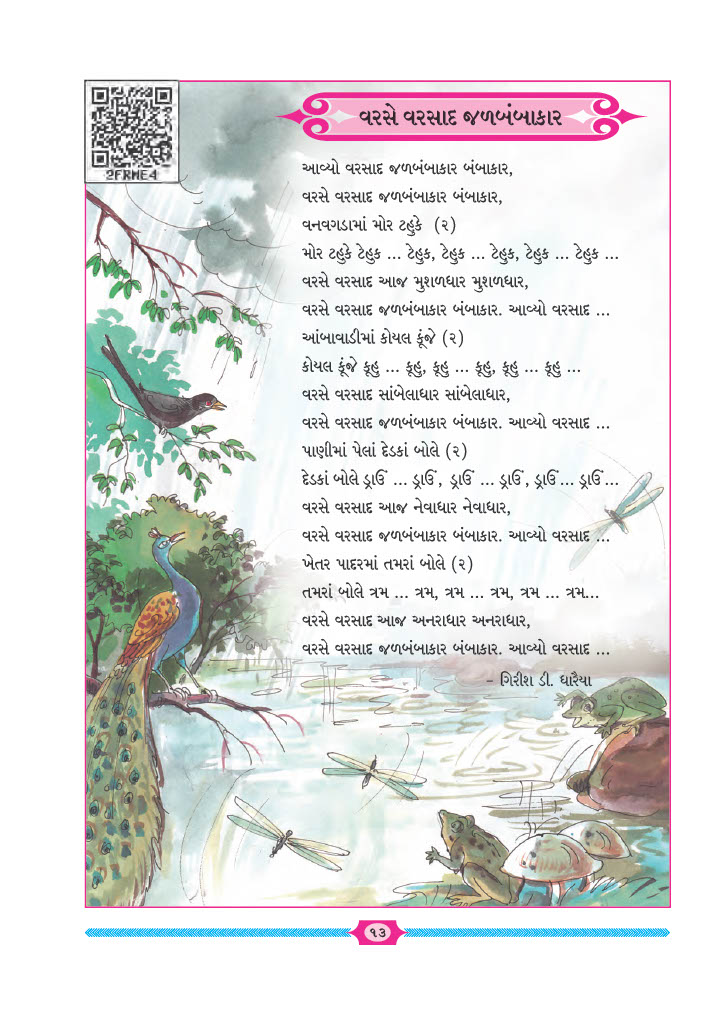 2FRME4
વરસે વરસાદ જળબંબાકાર
આવ્યો વરસાદ જળબંબાકાર બંબાકાર,
વરસે વરસાદ જળબંબાકાર બંબાકાર,
વનવગડામાં મોર ટહુકે (૨)
મોર ટહુકે ટેહુક ... ટેહુક, ટેહુક ... ટેહુક, ટેહુક ... ટેહુક ...
વરસે વરસાદ આજ મુશળધાર મુશળધાર,
વરસે વરસાદ જળબંબાકાર બંબાકાર. આવ્યો વરસાદ ...
આંબાવાડીમાં કોયલ કૂંજે (૨)
કોયલ કૂંજે કૂહુ ... કૂહુ, કૂહુ ... કૂહુ, કૂહુ ... કૂહુ ...
વરસે વરસાદ સાંબેલાધાર સાંબેલાધાર,
વરસે વરસાદ જળબંબાકાર બંબાકાર. આવ્યો વરસાદ ...
પાણીમાં પેલાં દેડકાં બોલે (૨)
દેડકાં બોલે ડ્રાઉં ... ડ્રાઉં, ડ્રાઉં ... ડ્રાઉં, ડ્રાઉં... ડ્રાઉં...
વરસે વરસાદ આજ નેવાધાર નેવાધાર,
વરસે વરસાદ જળબંબાકાર બંબાકાર. આવ્યો વરસાદ ...
ખેતર પાદરમાં તમરાં બોલે (૨)
તમરાં બોલે ત્રમ ... ત્રમ, ત્રમ ... ત્રમ, ત્રમ ... ત્રમ...
વરસે વરસાદ આજ અનરાધાર અનરાધાર,
વરસે વરસાદ જળબંબાકાર બંબાકાર. આવ્યો વરસાદ ...
– ગિરીશ ડી. ઘારૈયા
૧૩